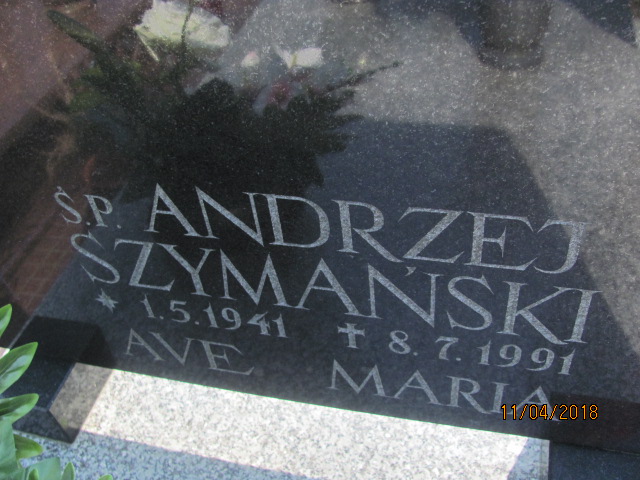 Ś.P. ANDRZEJ
SZYMAŃSKI
* 1.5.1941 + 8.7.1991
AVE MARIA
11/04/2018